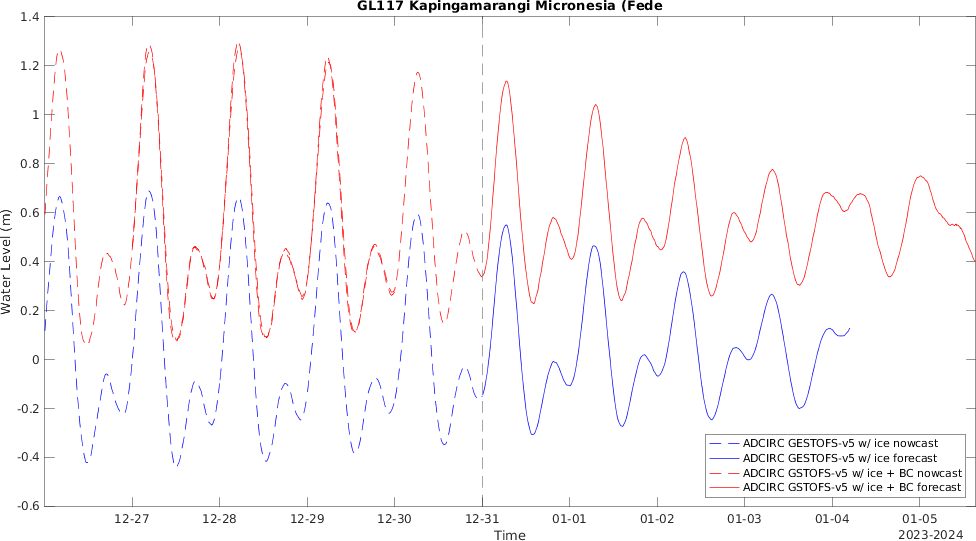 GL117 Kapingamarangi Micronesia (Fede
1.4
1.2
1
0.8
0.6
0.4
0.2
0
-0.2
-0.4
-0.6
Water Level (m)
12-27 12-28 12-29 12-30 12-31 01-01 01-02 01-03 01-04 01-05
Time
2023-2024
ADCIRC GESTOFS-v5 w/ ice nowcast
ADCIRC GESTOFS-v5 w/ ice forecast
ADCIRC GSTOFS-v5 w/ ice + BC nowcast
ADCIRC GSTOFS-v5 w/ ice + BC forecast